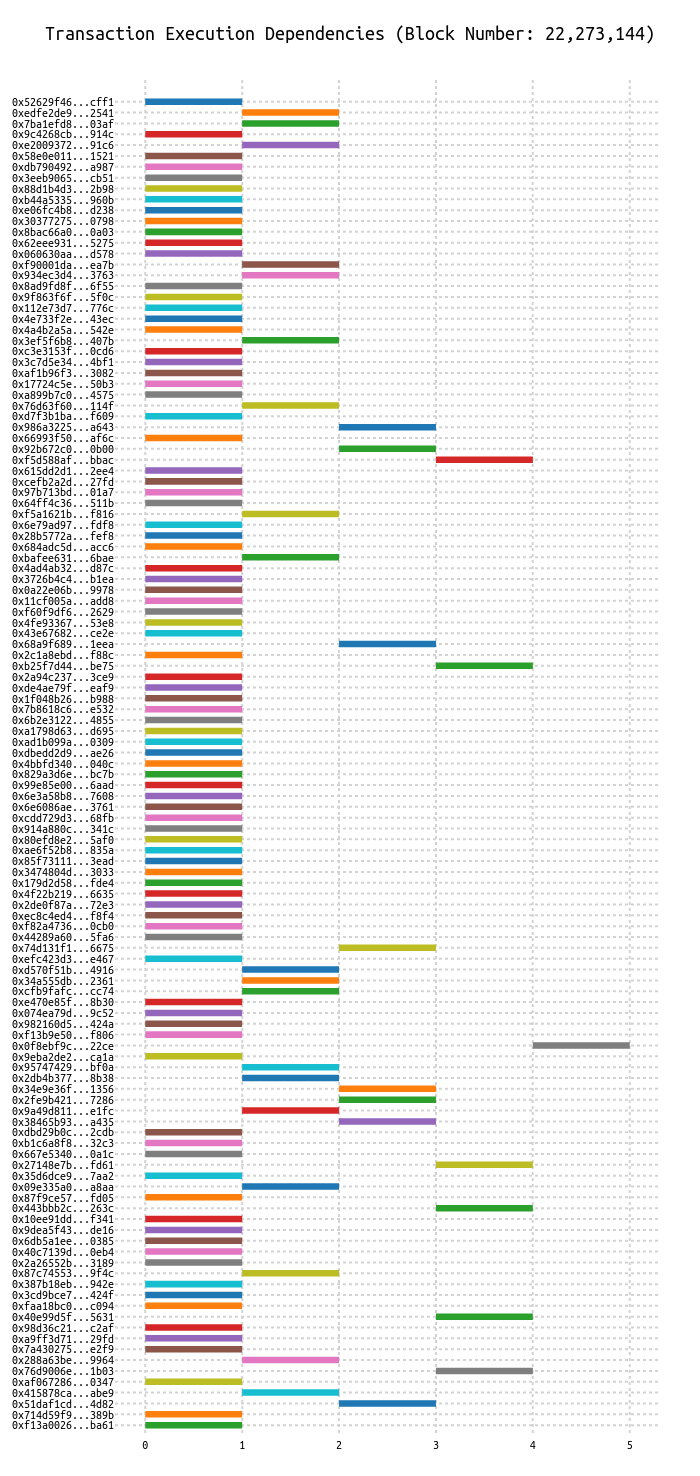 Transaction Execution Dependencies (Block Number: 22,273,144)
0x52629f46...cff1
0xedfe2de9...2541
0x7ba1efd8...03af
0x9c4268cb...914c
0xe2009372...91c6
0x58e0e011...1521
0xdb790492...a987
0x3eeb9065...cb51
0x88d1b4d3...2b98
0xb44a5335...960b
0xe06fc4b8...d238
0x30377275...0798
0x8bac66a0...0a03
0x62eee931...5275
0x060630aa...d578
0xf90001da...ea7b
0x934ec3d4...3763
0x8ad9fd8f...6f55
0x9f863f6f...5f0c
0x112e73d7...776c
0x4e733f2e...43ec
0x4a4b2a5a...542e
0x3ef5f6b8...407b
0xc3e3153f...0cd6
0x3c7d5e34...4bf1
0xaf1b96f3...3082
0x17724c5e...50b3
0xa899b7c0...4575
0x76d63f60...114f
0xd7f3b1ba...f609
0x986a3225...a643
0x66993f50...af6c
0x92b672c0...0b00
0xf5d588af...bbac
0x615dd2d1...2ee4
0xcefb2a2d...27fd
0x97b713bd...01a7
0x64ff4c36...511b
0xf5a1621b...f816
0x6e79ad97...fdf8
0x28b5772a...fef8
0x684adc5d...acc6
0xbafee631...6bae
0x4ad4ab32...d87c
0x3726b4c4...b1ea
0x0a22e06b...9978
0x11cf005a...add8
0xf60f9df6...2629
0x4fe93367...53e8
0x43e67682...ce2e
0x68a9f689...1eea
0x2c1a8ebd...f88c
0xb25f7d44...be75
0x2a94c237...3ce9
0xde4ae79f...eaf9
0x1f048b26...b988
0x7b8618c6...e532
0x6b2e3122...4855
0xa1798d63...d695
0xad1b099a...0309
0xdbedd2d9...ae26
0x4bbfd340...040c
0x829a3d6e...bc7b
0x99e85e00...6aad
0x6e3a58b8...7608
0x6e6086ae...3761
0xcdd729d3...68fb
0x914a880c...341c
0x80efd8e2...5af0
0xae6f52b8...835a
0x85f73111...3ead
0x3474804d...3033
0x179d2d58...fde4
0x4f22b219...6635
0x2de0f87a...72e3
0xec8c4ed4...f8f4
0xf82a4736...0cb0
0x44289a60...5fa6
0x74d131f1...6675
0xefc423d3...e467
0xd570f51b...4916
0x34a555db...2361
0xcfb9fafc...cc74
0xe470e85f...8b30
0x074ea79d...9c52
0x982160d5...424a
0xf13b9e50...f806
0x0f8ebf9c...22ce
0x9eba2de2...ca1a
0x95747429...bf0a
0x2db4b377...8b38
0x34e9e36f...1356
0x2fe9b421...7286
0x9a49d811...e1fc
0x38465b93...a435
0xdbd29b0c...2cdb
0xb1c6a8f8...32c3
0x667e5340...0a1c
0x27148e7b...fd61
0x35d6dce9...7aa2
0x09e335a0...a8aa
0x87f9ce57...fd05
0x443bbb2c...263c
0x10ee91dd...f341
0x9dea5f43...de16
0x6db5a1ee...0385
0x40c7139d...0eb4
0x2a26552b...3189
0x87c74553...9f4c
0x387b18eb...942e
0x3cd9bce7...424f
0xfaa18bc0...c094
0x40e99d5f...5631
0x98d36c21...c2af
0xa9ff3d71...29fd
0x7a430275...e2f9
0x288a63be...9964
0x76d9006e...1b03
0xaf067286...0347
0x415878ca...abe9
0x51daf1cd...4d82
0x714d59f9...389b
0xf13a0026...ba61
0 1 2 3 4 5